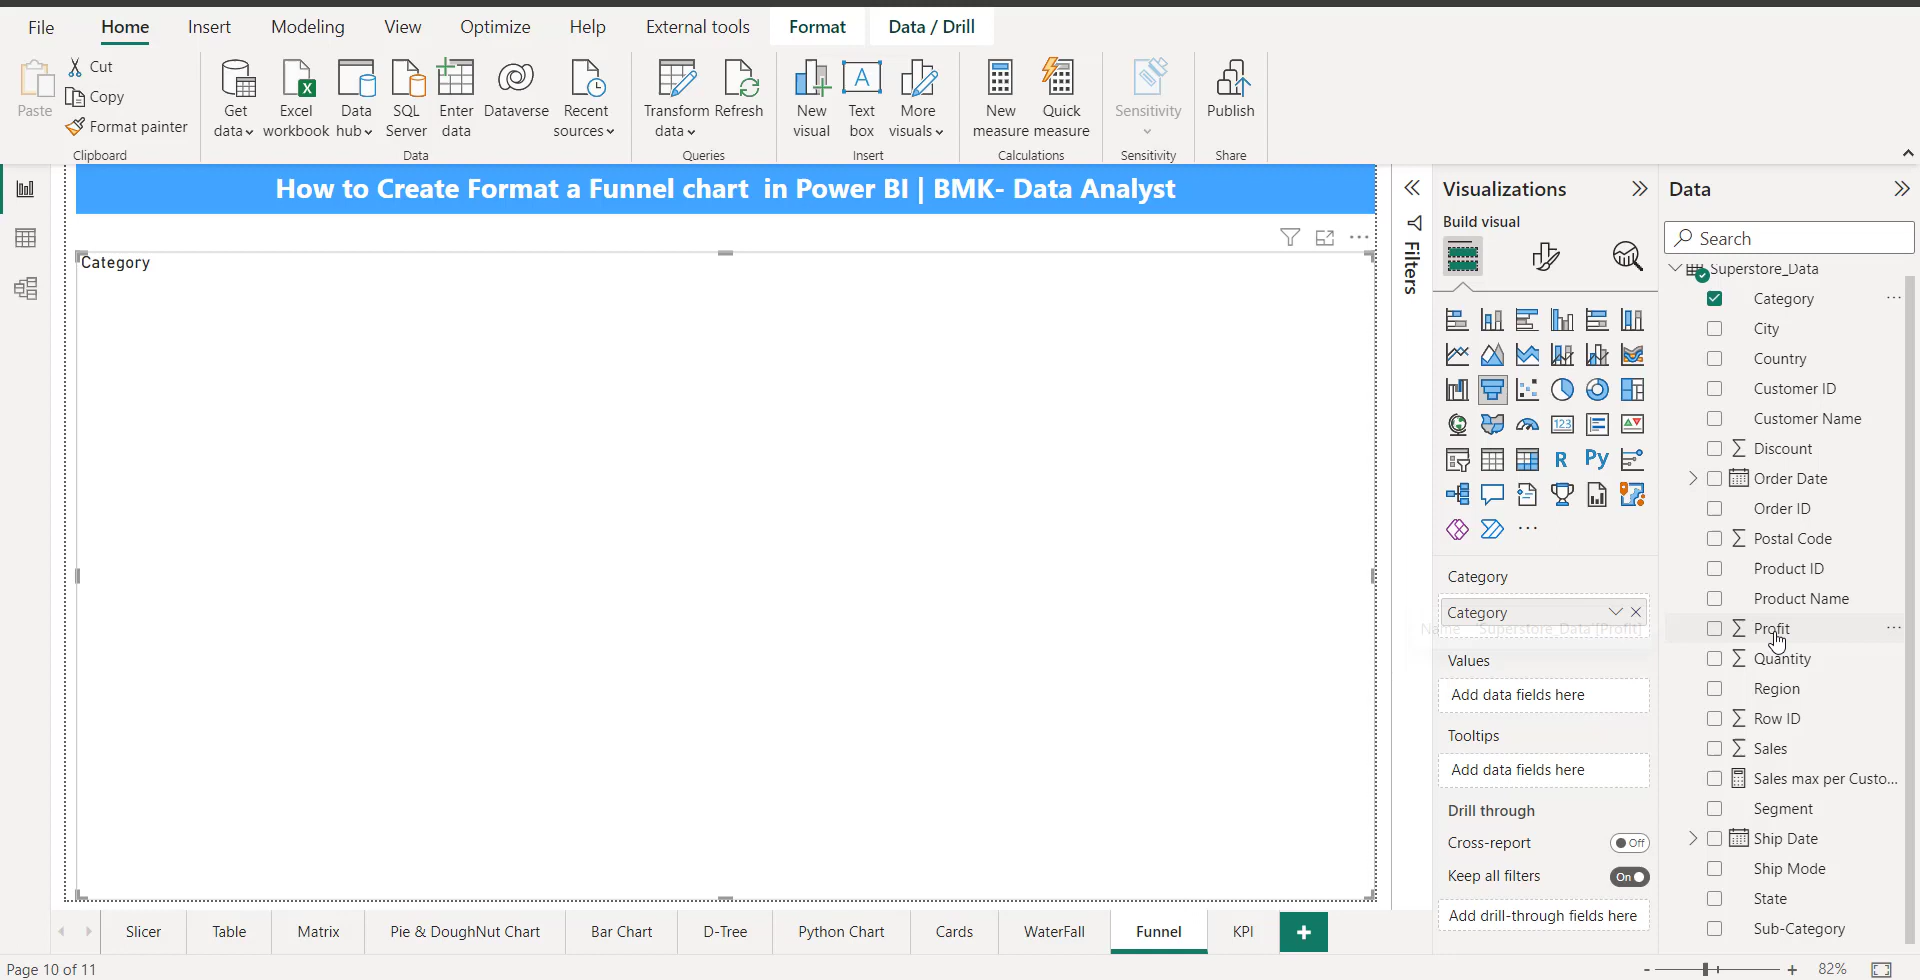 File
Home
Insert
Modeling
View
Optimize
Help
External tools
Format
Data / Drill
Paste
Cut
Copy
Format painter
Clipboard
Get data
Excel workbook
Data hub
SQL Server
Enter data
Dataverse
Recent sources
Data
Transform data
Refresh
Queries
New visual
A
Text box
More visuals
Insert
New measure
Quick measure
Calculations
Sensitivity
Sensitivity
Publish
Share
How to Create Format a Funnel chart in Power BI | BMK- Data Analyst
Category
Filters
Visualizations
Build visual
123
R
Py
...
Category
Category
Name 'Superstore_Data'[Profit]
Values
Add data fields here
Tooltips
Add data fields here
Drill through
Cross-report
Off
Keep all filters
On
Add drill-through fields here
Data
Search
Superstore_Data
Category
City
Country
Customer ID
Customer Name
Σ Discount
Order Date
Order ID
Σ Postal Code
Product ID
Product Name
Σ Profit
Σ Quantity
Region
Σ Row ID
Σ Sales
Sales max per Custo...
Segment
Ship Date
Ship Mode
State
Sub-Category
Slicer
Table
Matrix
Pie & DoughNut Chart
Bar Chart
D-Tree
Python Chart
Cards
WaterFall
Funnel
KPI
+
Page 10 of 11
- + 82%